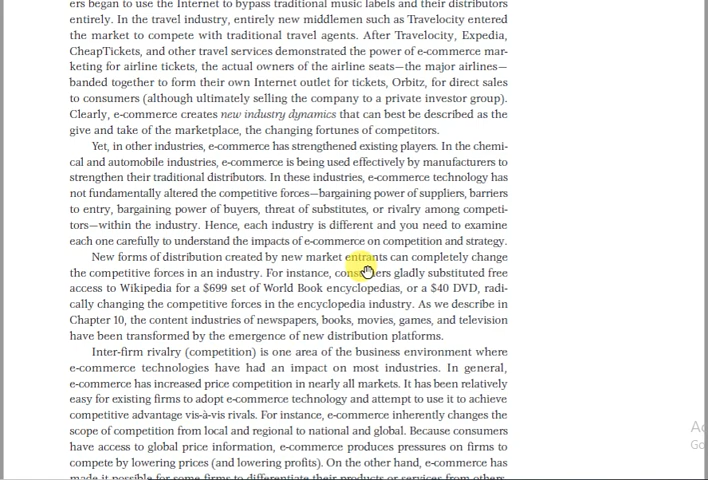 ers began to use the Internet to bypass traditional music labels and their distributors
entirely. In the travel industry, entirely new middlemen such as Travelocity entered
the market to compete with traditional travel agents. After Travelocity, Expedia,
CheapTickets, and other travel services demonstrated the power of e-commerce mar-
keting for airline tickets, the actual owners of the airline seats—the major airlines—
banded together to form their own Internet outlet for tickets, Orbitz, for direct sales
to consumers (although ultimately selling the company to a private investor group).
Clearly, e-commerce creates new industry dynamics that can best be described as the
give and take of the marketplace, the changing fortunes of competitors.
Yet, in other industries, e-commerce has strengthened existing players. In the chemi-
cal and automobile industries, e-commerce is being used effectively by manufacturers to
strengthen their traditional distributors. In these industries, e-commerce technology has
not fundamentally altered the competitive forces—bargaining power of suppliers, barriers
to entry, bargaining power of buyers, threat of substitutes, or rivalry among competi-
tors—within the industry. Hence, each industry is different and you need to examine
each one carefully to understand the impacts of e-commerce on competition and strategy.
New forms of distribution created by new market entrants can completely change
the competitive forces in an industry. For instance, consumers gladly substituted free
access to Wikipedia for a $699 set of World Book encyclopedias, or a $40 DVD, radi-
cally changing the competitive forces in the encyclopedia industry. As we describe in
Chapter 10, the content industries of newspapers, books, movies, games, and television
have been transformed by the emergence of new distribution platforms.
Inter-firm rivalry (competition) is one area of the business environment where
e-commerce technologies have had an impact on most industries. In general,
e-commerce has increased price competition in nearly all markets. It has been relatively
easy for existing firms to adopt e-commerce technology and attempt to use it to achieve
competitive advantage vis-à-vis rivals. For instance, e-commerce inherently changes the
scope of competition from local and regional to national and global. Because consumers
have access to global price information, e-commerce produces pressures on firms to
compete by lowering prices (and lowering profits). On the other hand, e-commerce has
made it possible for some firms to differentiate their products or services from others.